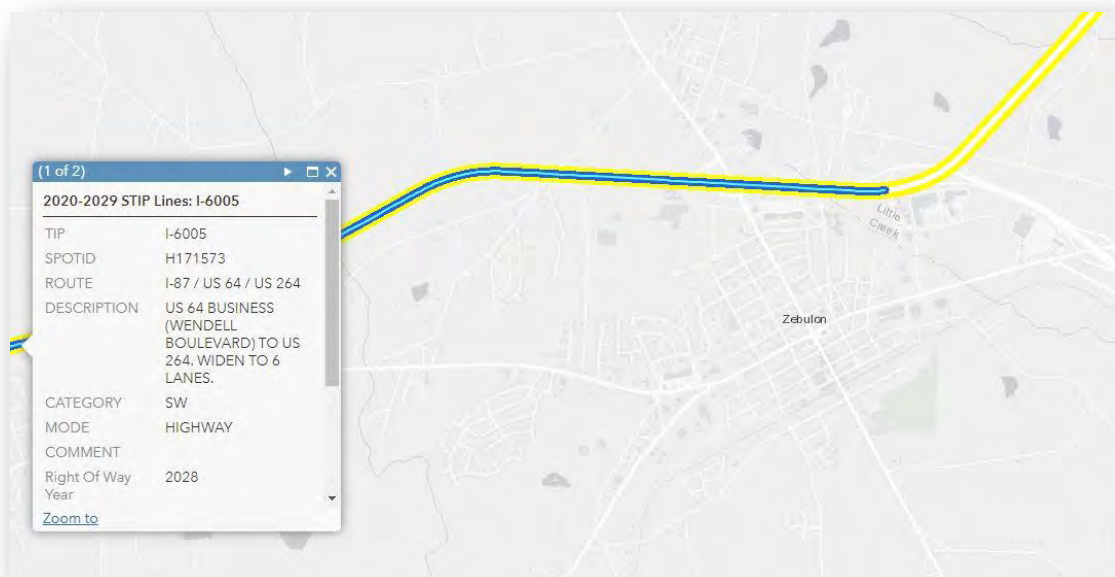 (1 of 2)
2020-2029 STIP Lines: I-6005
TIP I-6005
SPOTID H171573
ROUTE I-87 / US 64 / US 264
DESCRIPTION US 64 BUSINESS
(WENDELL
BOULEVARD) TO US
264. WIDEN TO 6
LANES.
CATEGORY SW
MODE HIGHWAY
COMMENT
Right Of Way 2028
Year
Zoom to
Little
Creek
Zebulon